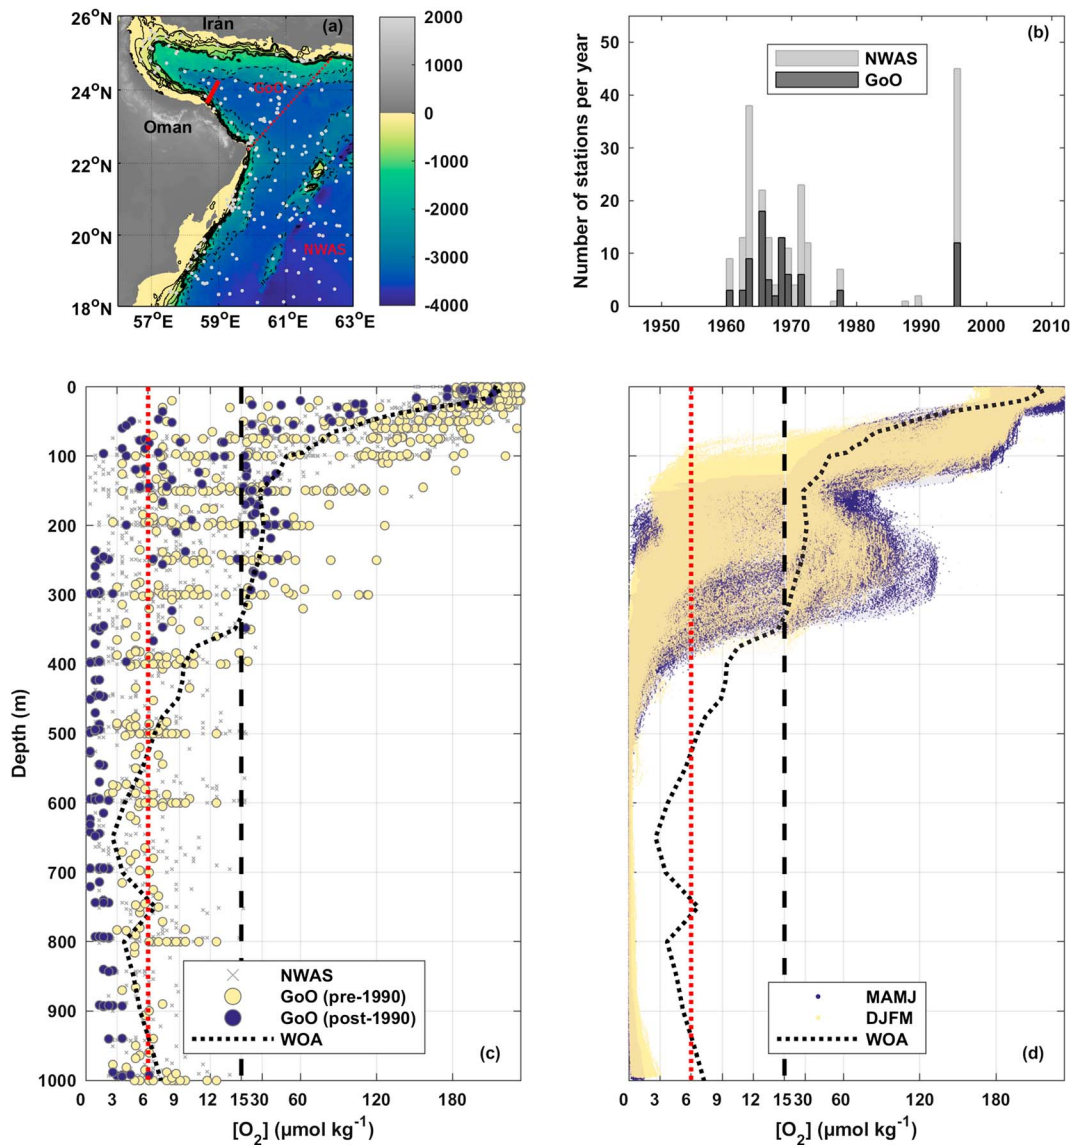 26°N
24°N
22°N
20°N
18°N
57°E
59°E
61°E
63°E
(a)
Iran
GoO
Oman
NWAS
2000
1000
0
-1000
-2000
-3000
-4000
(b)
Number of stations per year
50
40
30
20
10
0
1950
1960
1970
1980
1990
2000
2010
NWAS
GoO
Depth (m)
0
100
200
300
400
500
600
700
800
900
1000
NWAS
GoO (pre-1990)
GoO (post-1990)
WOA
(c)
0 3 6 9 12 1530 60 120 180
[O2] (µmol kg-1)
MAMJ
DJFM
WOA
(d)
0 3 6 9 12 1530 60 120 180
[O2] (µmol kg-1)